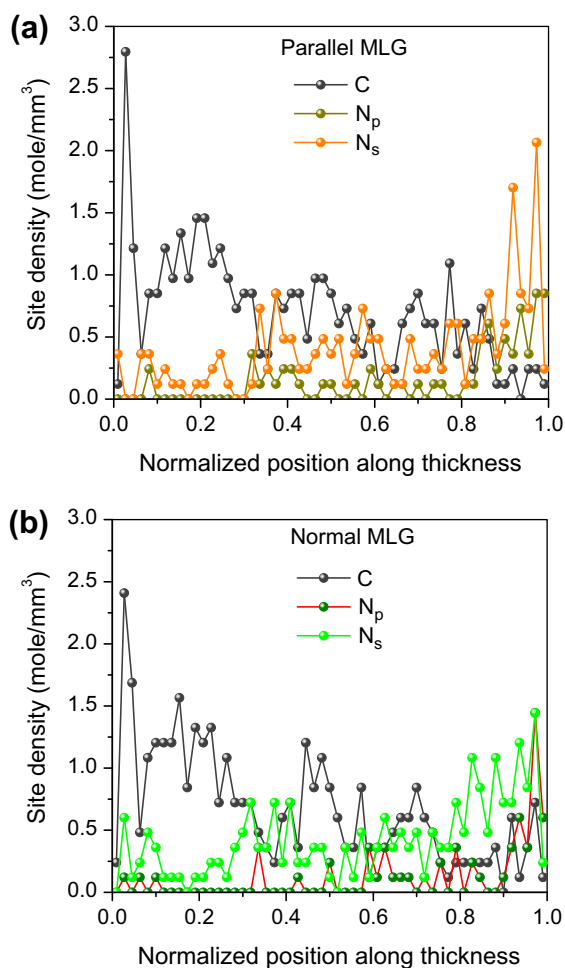 (a)
Parallel MLG
C
Np
Ns
3.0
2.5
2.0
1.5
1.0
0.5
0.0
Site density (mole/mm³)
0.0 0.2 0.4 0.6 0.8 1.0
Normalized position along thickness
(b)
Normal MLG
C
Np
Ns
3.0
2.5
2.0
1.5
1.0
0.5
0.0
Site density (mole/mm³)
0.0 0.2 0.4 0.6 0.8 1.0
Normalized position along thickness